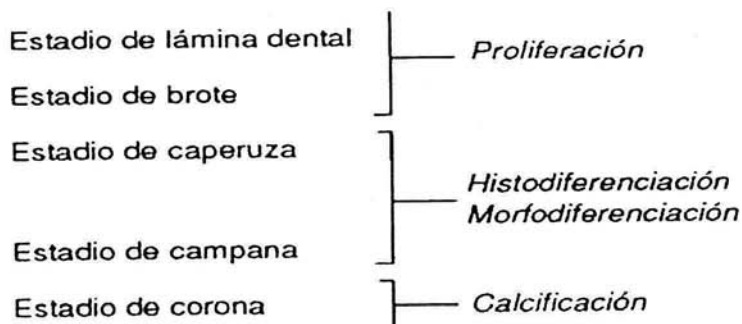 Estadio de lámina dental
Proliferación
Estadio de brote
Estadio de caperuza
Histodiferenciación
Morfodiferenciación
Estadio de campana
Estadio de corona
Calcificación